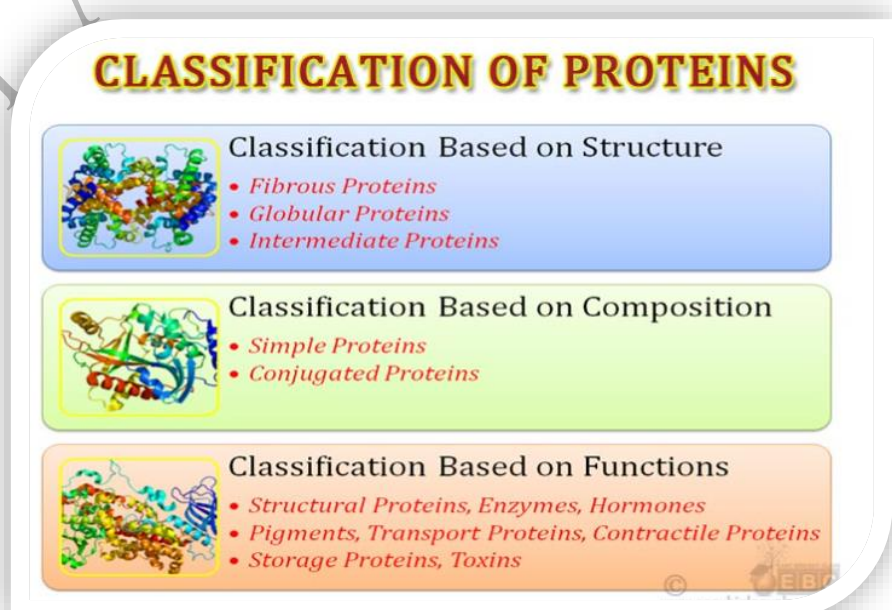 CLASSIFICATION OF PROTEINS
Classification Based on Structure
• Fibrous Proteins
• Globular Proteins
• Intermediate Proteins
Classification Based on Composition
• Simple Proteins
• Conjugated Proteins
Classification Based on Functions
• Structural Proteins, Enzymes, Hormones
• Pigments, Transport Proteins, Contractile Proteins
• Storage Proteins, Toxins
© EBC